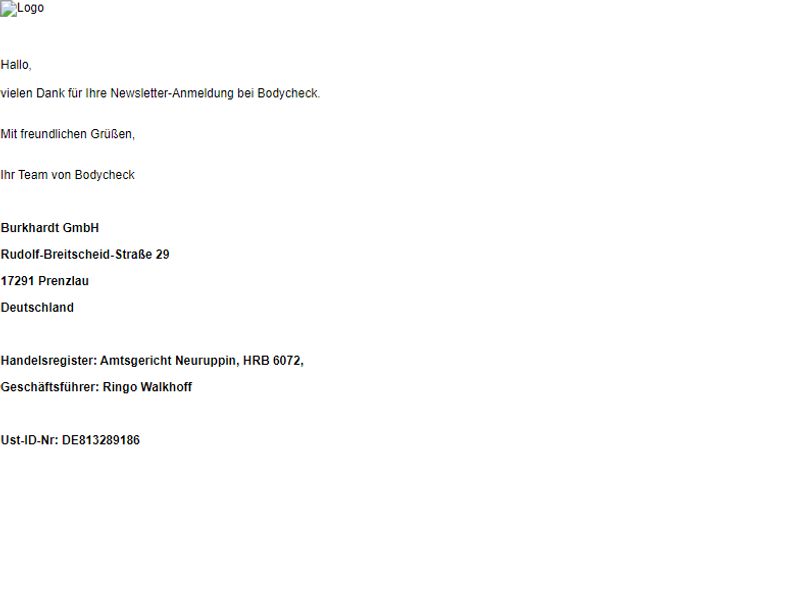 Logo
Hallo,
vielen Dank für Ihre Newsletter-Anmeldung bei Bodycheck.
Mit freundlichen Grüßen,
Ihr Team von Bodycheck
Burkhardt GmbH
Rudolf-Breitscheid-Straße 29
17291 Prenzlau
Deutschland
Handelsregister: Amtsgericht Neuruppin, HRB 6072,
Geschäftsführer: Ringo Walkhoff
Ust-ID-Nr: DE813289186